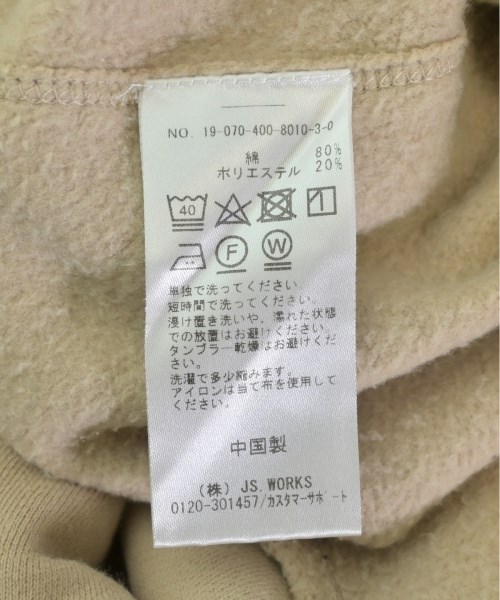 NO. 19-070-400-8010-3-0
綿 80%
ポリエステル 20%
40
F W
単独で洗ってください。
短時間で洗ってください。
浸け置き洗いや、濡れた状態
での放置はお避けください。
タンブラー乾燥はお避けくだ
さい。
洗濯で多少縮みます。
アイロンは当て布を使用して
ください。
中国製
(株) JS.WORKS
0120-301457/カスタマーサポート